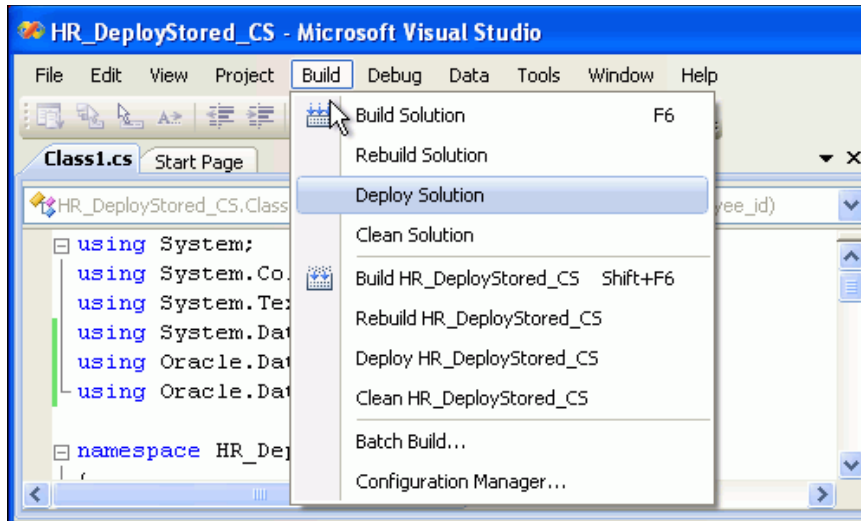 HR_DeployStored_CS - Microsoft Visual Studio
File Edit View Project Build Debug Data Tools Window Help
Build Solution F6
Class1.cs Start Page
Rebuild Solution
HR_DeployStored_CS.Class yee_id)
Deploy Solution
Clean Solution
using System;
using System.Co
Build HR_DeployStored_CS Shift+F6
using System.Te
Rebuild HR_DeployStored_CS
using System.Dat
using Oracle.Dat
Deploy HR_DeployStored_CS
using Oracle.Dat
Clean HR_DeployStored_CS
Batch Build...
namespace HR_Dep
Configuration Manager...